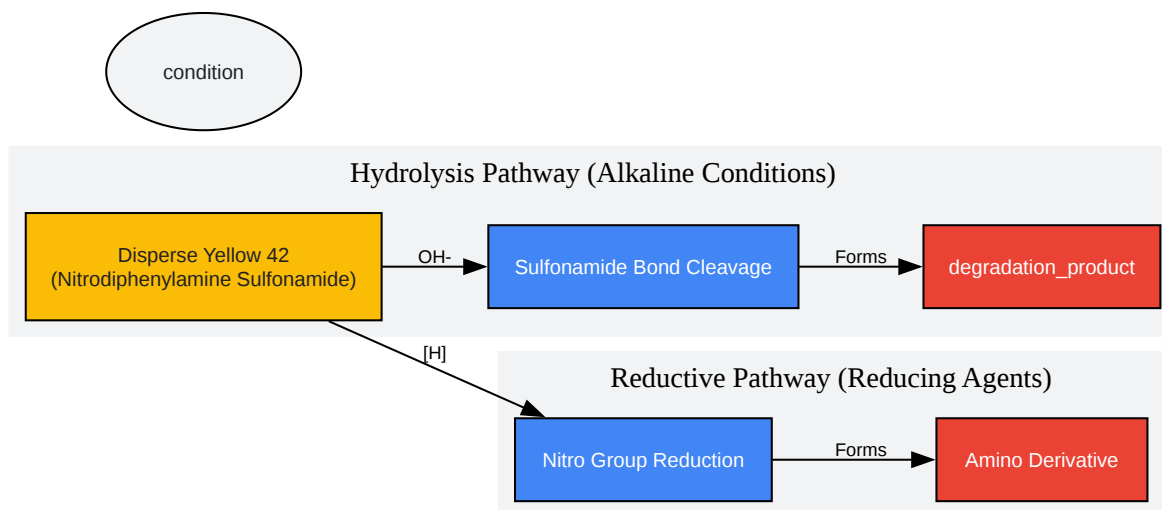 condition
Hydrolysis Pathway (Alkaline Conditions)
Disperse Yellow 42
(Nitrodiphenylamine Sulfonamide)
OH-
Sulfonamide Bond Cleavage
Forms
degradation_product
[H]
Reductive Pathway (Reducing Agents)
Nitro Group Reduction
Forms
Amino Derivative